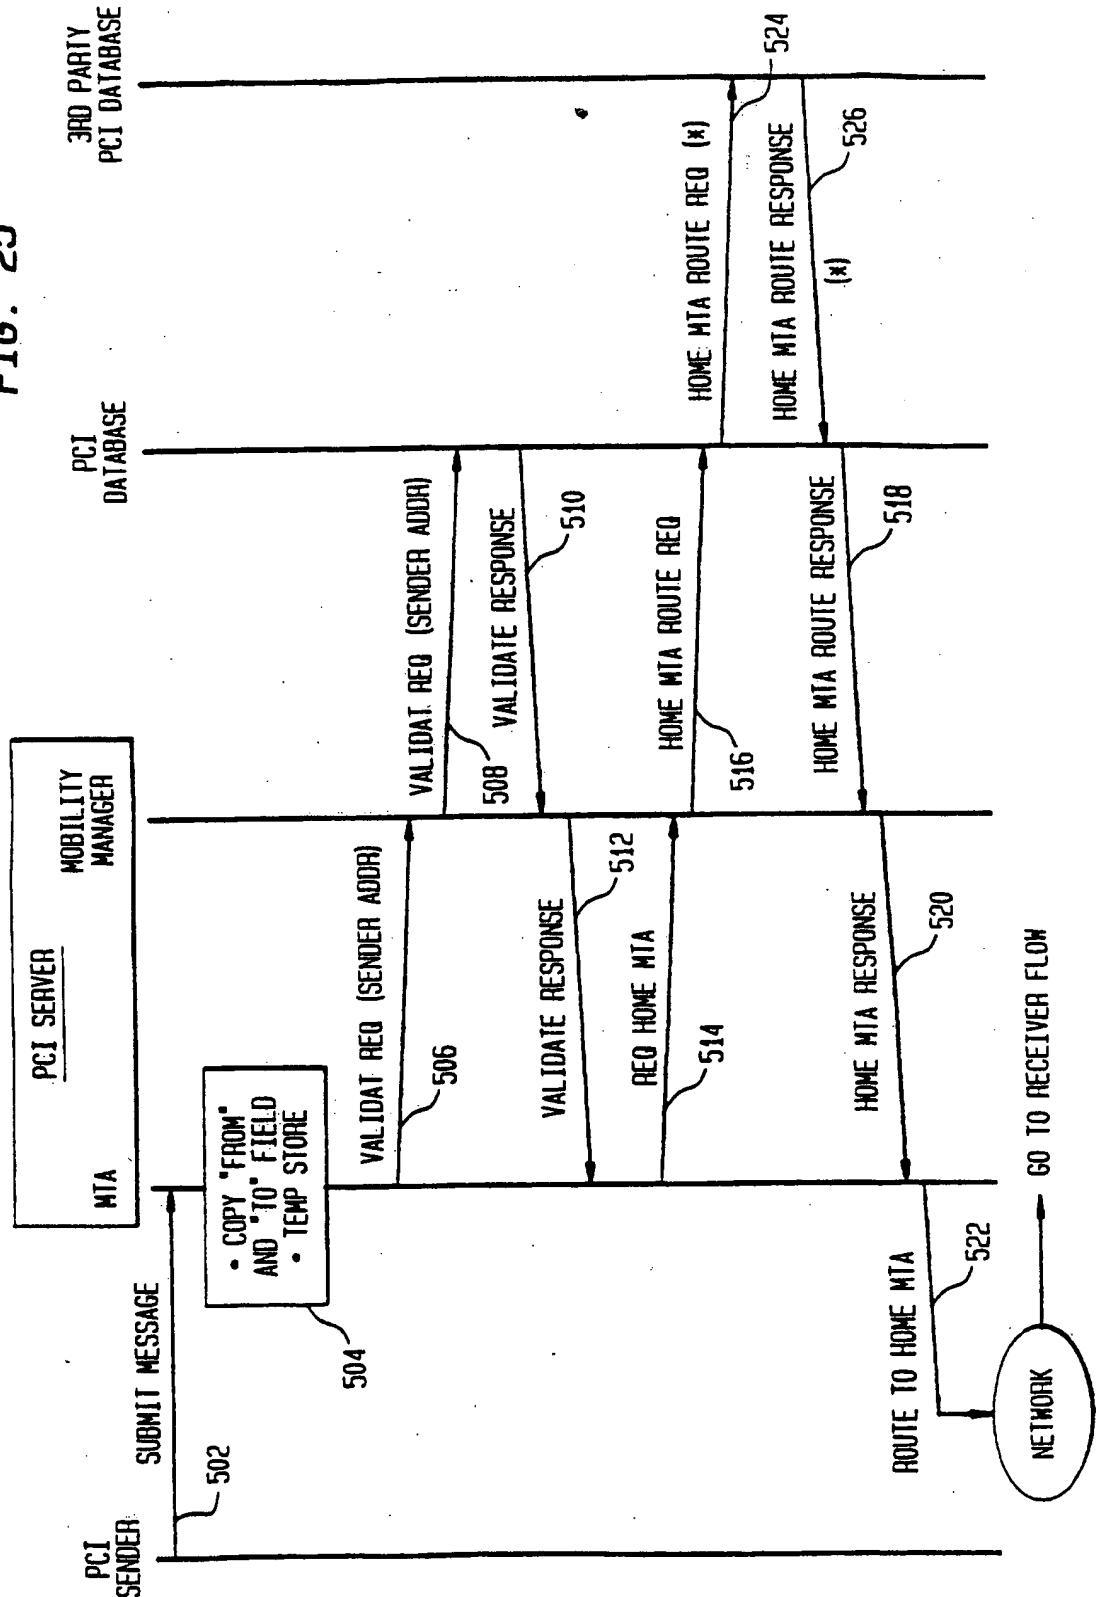 FIG. 25
PCI
SENDER
PCI SERVER
MTA
MOBILITY
MANAGER
PCI
DATABASE
3RD PARTY
PCI DATABASE
SUBMIT MESSAGE
502
• COPY "FROM"
AND "TO" FIELD
• TEMP STORE
504
VALIDAT REQ (SENDER ADDR)
506
VALIDAT REQ (SENDER ADDR)
508
VALIDATE RESPONSE
510
VALIDATE RESPONSE
512
REQ HOME MTA
514
HOME MTA ROUTE REQ
516
HOME MTA ROUTE REQ (*)
524
HOME MTA ROUTE RESPONSE
(*)
526
HOME MTA ROUTE RESPONSE
518
HOME MTA RESPONSE
520
ROUTE TO HOME MTA
522
NETWORK
GO TO RECEIVER FLOW